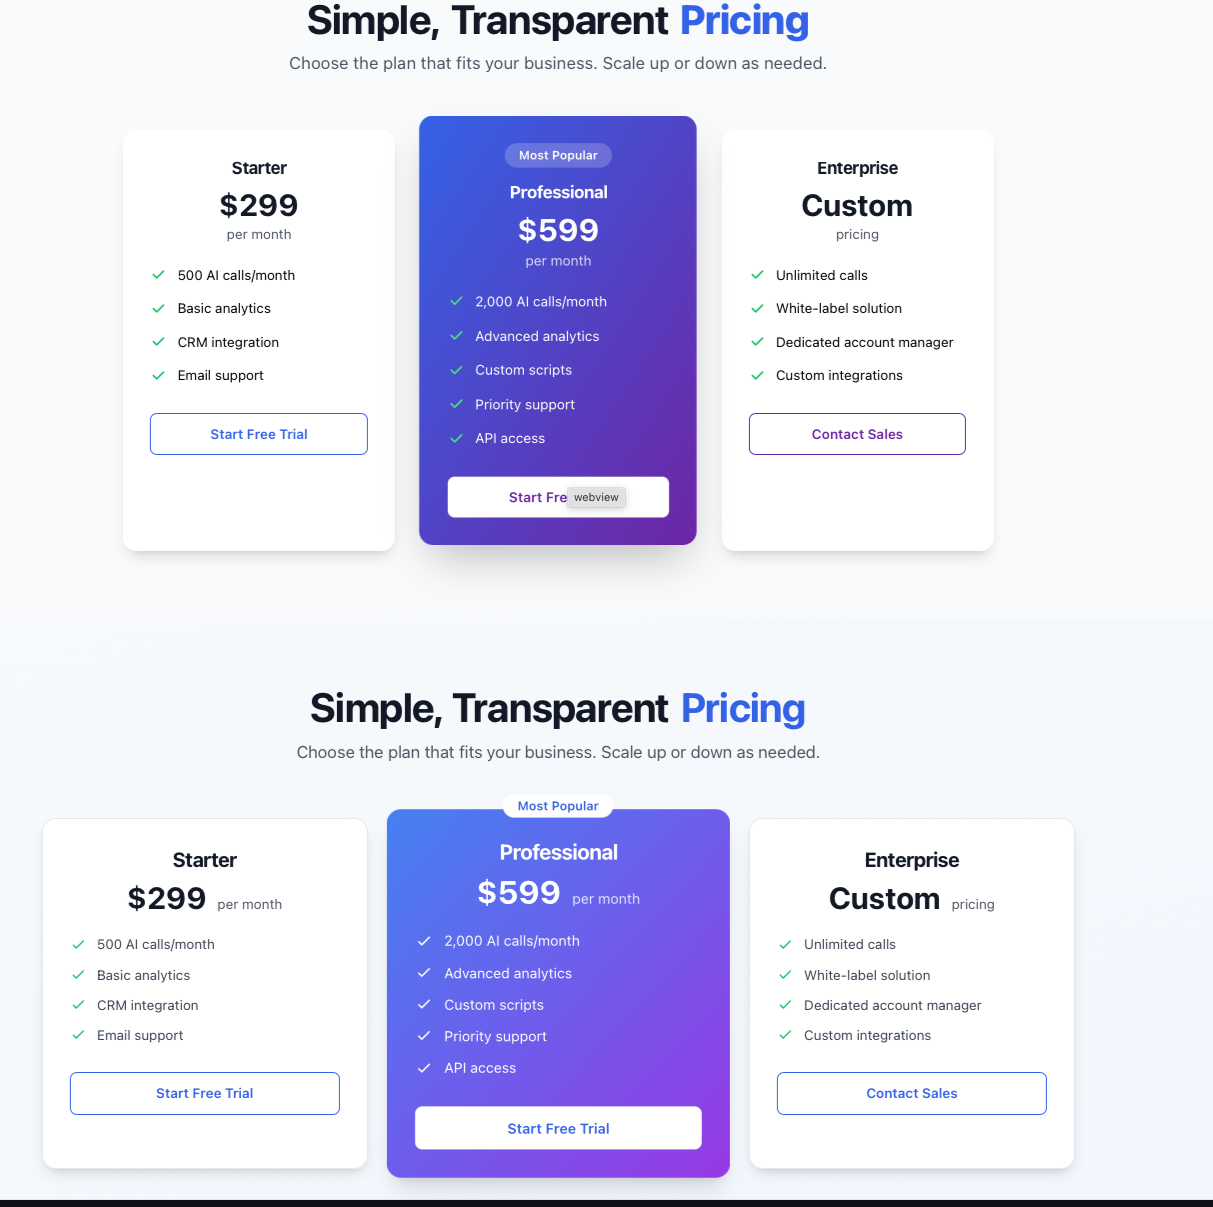 Simple, Transparent Pricing
Choose the plan that fits your business. Scale up or down as needed.
Starter
$299
per month
500 AI calls/month
Basic analytics
CRM integration
Email support
Start Free Trial
Most Popular
Professional
$599
per month
2,000 AI calls/month
Advanced analytics
Custom scripts
Priority support
API access
Start Fre
webview
Enterprise
Custom
pricing
Unlimited calls
White-label solution
Dedicated account manager
Custom integrations
Contact Sales
Simple, Transparent Pricing
Choose the plan that fits your business. Scale up or down as needed.
Starter
$299 per month
500 AI calls/month
Basic analytics
CRM integration
Email support
Start Free Trial
Most Popular
Professional
$599 per month
2,000 AI calls/month
Advanced analytics
Custom scripts
Priority support
API access
Start Free Trial
Enterprise
Custom pricing
Unlimited calls
White-label solution
Dedicated account manager
Custom integrations
Contact Sales